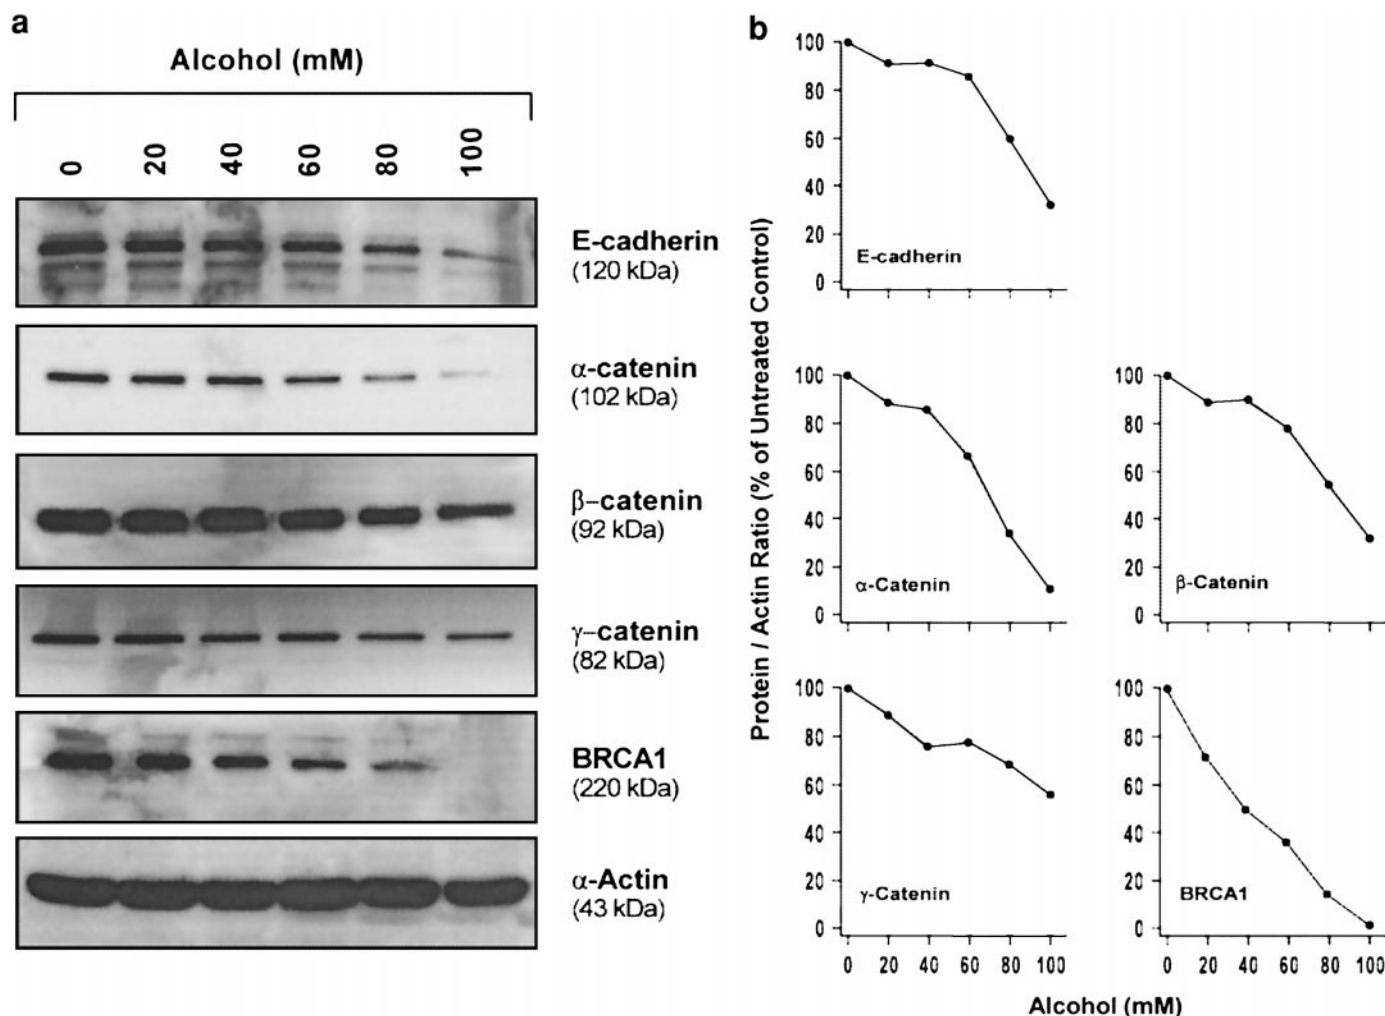 a
Alcohol (mM)
0 20 40 60 80 100
E-cadherin
(120 kDa)
α-catenin
(102 kDa)
β–catenin
(92 kDa)
γ–catenin
(82 kDa)
BRCA1
(220 kDa)
α-Actin
(43 kDa)
b
Protein / Actin Ratio (% of Untreated Control)
100
80
60
40
20
0
E-cadherin
100
80
60
40
20
0
α-Catenin
100
80
60
40
20
0
β-Catenin
100
80
60
40
20
0
γ-Catenin
0 20 40 60 80 100
100
80
60
40
20
0
BRCA1
0 20 40 60 80 100
Alcohol (mM)